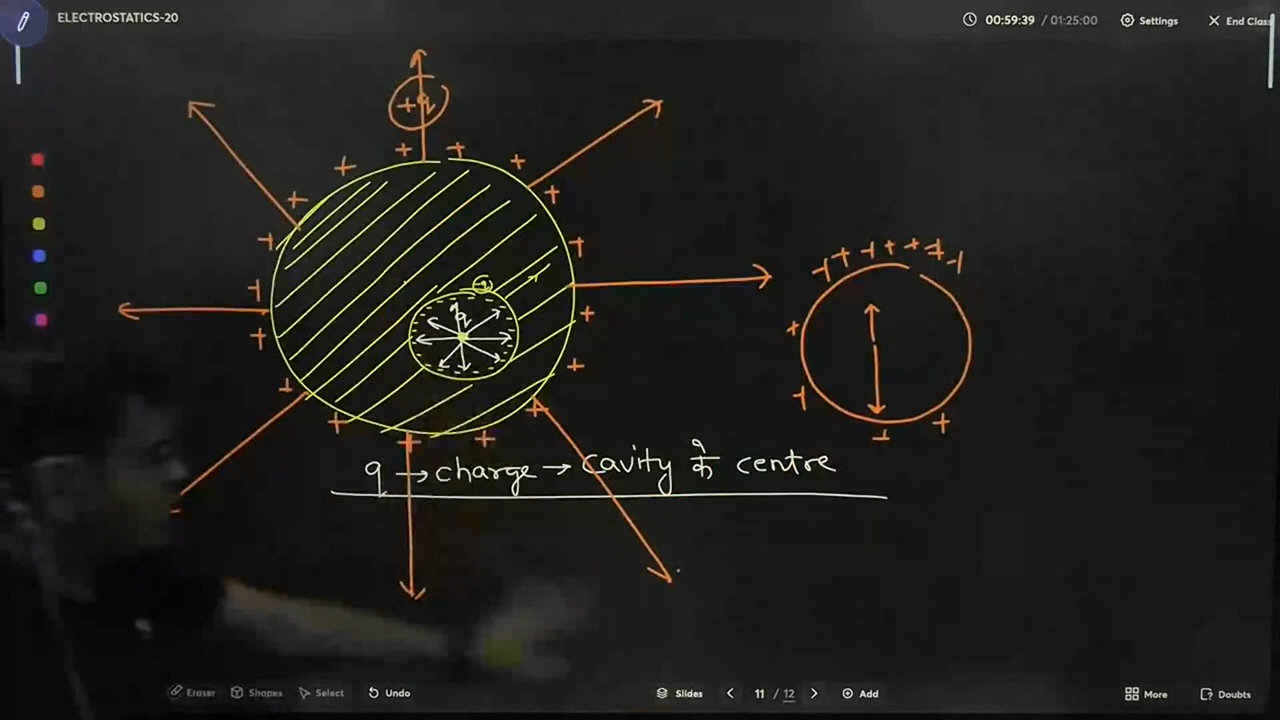 ELECTROSTATICS-20
00:59:39 / 01:25:00
Settings
End Class
+q
-q
q
q → charge → cavity के centre
Eraser
Shapes
Select
Undo
Slides
11 / 12
Add
More
Doubts